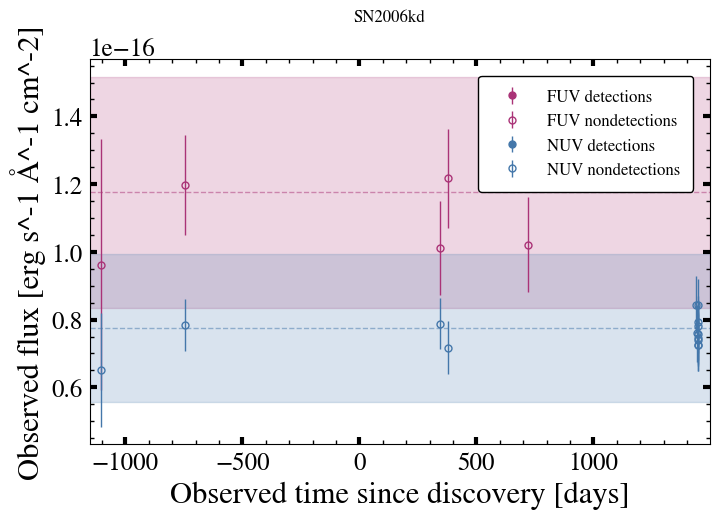 SN2006kd
1e−16
FUV detections
FUV nondetections
NUV detections
NUV nondetections
1.4
1.2
1.0
0.8
0.6
Observed flux [erg s^-1 Å^-1 cm^-2]
−1000
−500
0
500
1000
Observed time since discovery [days]